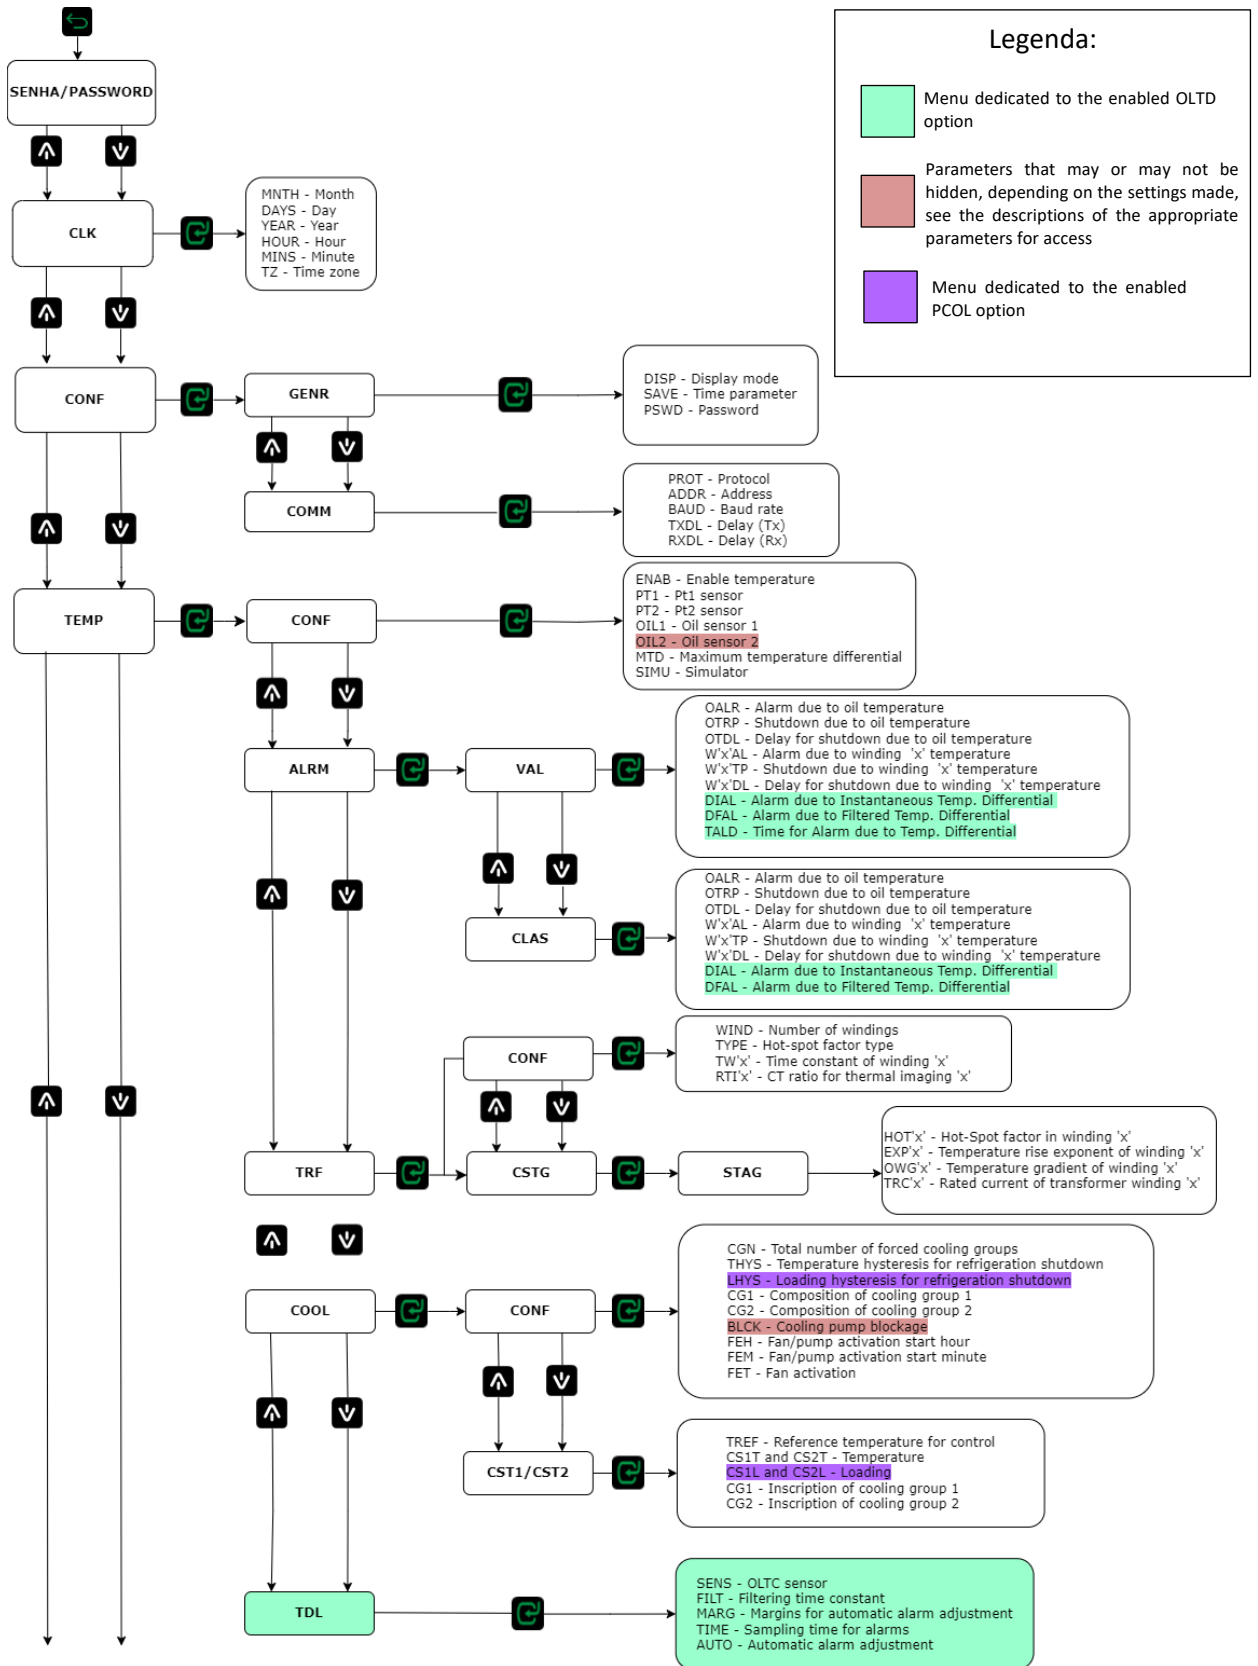 Legenda:
Menu dedicated to the enabled OLTD
option
Parameters that may or may not be
hidden, depending on the settings made,
see the descriptions of the appropriate
parameters for access
Menu dedicated to the enabled
PCOL option
SENHA/PASSWORD
CLK
MNTH - Month
DAYS - Day
YEAR - Year
HOUR - Hour
MINS - Minute
TZ - Time zone
CONF
GENR
DISP - Display mode
SAVE - Time parameter
PSWD - Password
COMM
PROT - Protocol
ADDR - Address
BAUD - Baud rate
TXDL - Delay (Tx)
RXDL - Delay (Rx)
TEMP
CONF
ENAB - Enable temperature
PT1 - Pt1 sensor
PT2 - Pt2 sensor
OIL1 - Oil sensor 1
OIL2 - Oil sensor 2
MTD - Maximum temperature differential
SIMU - Simulator
ALRM
VAL
OALR - Alarm due to oil temperature
OTRP - Shutdown due to oil temperature
OTDL - Delay for shutdown due to oil temperature
W'x'AL - Alarm due to winding 'x' temperature
W'x'TP - Shutdown due to winding 'x' temperature
W'x'DL - Delay for shutdown due to winding 'x' temperature
DIAL - Alarm due to Instantaneous Temp. Differential
DFAL - Alarm due to Filtered Temp. Differential
TALD - Time for Alarm due to Temp. Differential
CLAS
OALR - Alarm due to oil temperature
OTRP - Shutdown due to oil temperature
OTDL - Delay for shutdown due to oil temperature
W'x'AL - Alarm due to winding 'x' temperature
W'x'TP - Shutdown due to winding 'x' temperature
W'x'DL - Delay for shutdown due to winding 'x' temperature
DIAL - Alarm due to Instantaneous Temp. Differential
DFAL - Alarm due to Filtered Temp. Differential
TRF
CONF
WIND - Number of windings
TYPE - Hot-spot factor type
TW'x' - Time constant of winding 'x'
RTI'x' - CT ratio for thermal imaging 'x'
CSTG
STAG
HOT'x' - Hot-Spot factor in winding 'x'
EXP'x' - Temperature rise exponent of winding 'x'
OWG'x' - Temperature gradient of winding 'x'
TRC'x' - Rated current of transformer winding 'x'
COOL
CONF
CGN - Total number of forced cooling groups
THYS - Temperature hysteresis for refrigeration shutdown
LHYS - Loading hysteresis for refrigeration shutdown
CG1 - Composition of cooling group 1
CG2 - Composition of cooling group 2
BLCK - Cooling pump blockage
FEH - Fan/pump activation start hour
FEM - Fan/pump activation start minute
FET - Fan activation
CST1/CST2
TREF - Reference temperature for control
CS1T and CS2T - Temperature
CS1L and CS2L - Loading
CG1 - Inscription of cooling group 1
CG2 - Inscription of cooling group 2
TDL
SENS - OLTC sensor
FILT - Filtering time constant
MARG - Margins for automatic alarm adjustment
TIME - Sampling time for alarms
AUTO - Automatic alarm adjustment